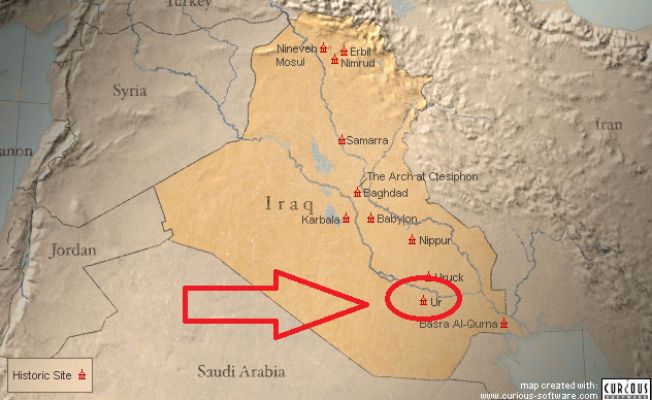 Turkey
Nineveh
Erbil
Mosul
Nimrud
Syria
Iran
Samarra
The Arch at Ctesiphon
Baghdad
Iraq
Karbala
Babylon
Nippur
Jordan
Uruck
Ur
Basra Al-Qurna
Saudi Arabia
Historic Site
map created with:
www.curious-software.com
CURIOUS
SOFTWARE